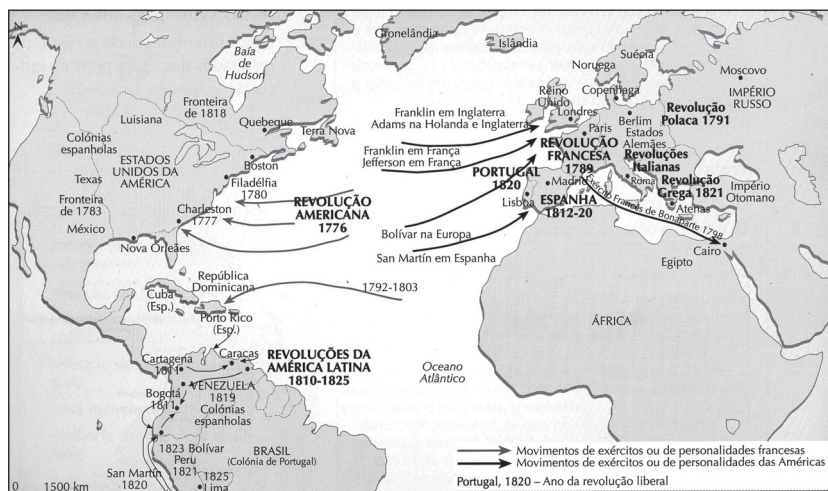 N
Gronelândia
Islândia
Baía
de
Hudson
Suécia
Noruega
Moscovo
Copenhaga
IMPÉRIO
RUSSO
Fronteira
de 1818
Luisiana
Quebeque
Terra Nova
Colónias
espanholas
ESTADOS
UNIDOS DA
AMÉRICA
Boston
Texas
Filadélfia
1780
Fronteira
de 1783
Charleston
1777
México
Nova Orleães
Reino
Unido
Londres
Berlim
Estados
Alemães
Revolução
Polaca 1791
Franklin em Inglaterra
Adams na Holanda e Inglaterra
Paris
Franklin em França
Jefferson em França
REVOLUÇÃO
FRANCESA
1789
Revoluções
Italianas
PORTUGAL
1820
Madrid
Roma
Revolução
Grega 1821
Império
Otomano
Lisboa
ESPANHA
1812-20
Atenas
Exército Francês de Bonaparte 1798
REVOLUÇÃO
AMERICANA
1776
Bolívar na Europa
San Martín em Espanha
Cairo
Egipto
República
Dominicana
1792-1803
Cuba
(Esp.)
Porto Rico
(Esp.)
ÁFRICA
Cartagena
1811
Caracas
REVOLUÇÕES DA
AMÉRICA LATINA
1810-1825
Oceano
Atlântico
VENEZUELA
1819
Bogotá
1811
Colónias
espanholas
1823 Bolívar
Peru
1821
BRASIL
(Colónia de Portugal)
San Martín
1820
1825
Lima
0 1500 km
Movimentos de exércitos ou de personalidades francesas
Movimentos de exércitos ou de personalidades das Américas
Portugal, 1820 – Ano da revolução liberal